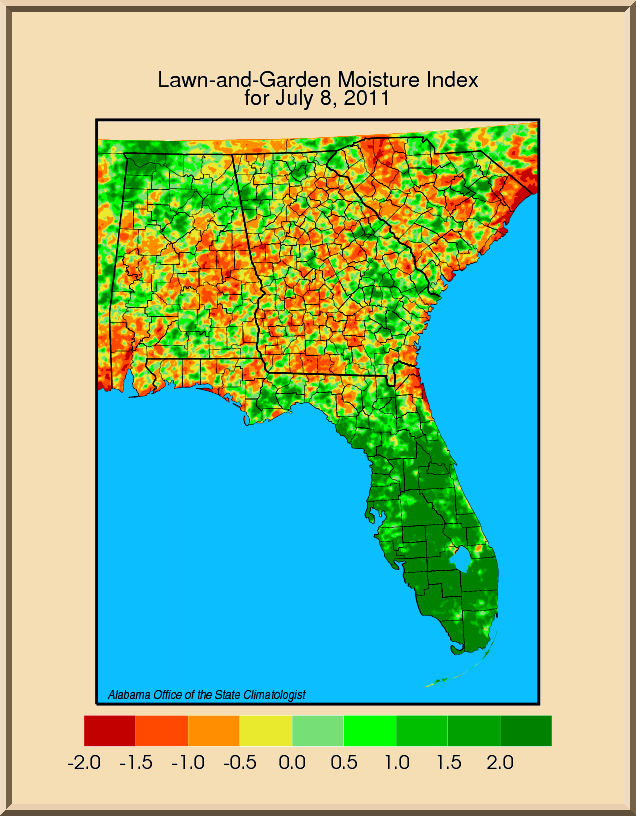 Lawn-and-Garden Moisture Index
for July 8, 2011
Alabama Office of the State Climatologist
-2.0 -1.5 -1.0 -0.5 0.0 0.5 1.0 1.5 2.0